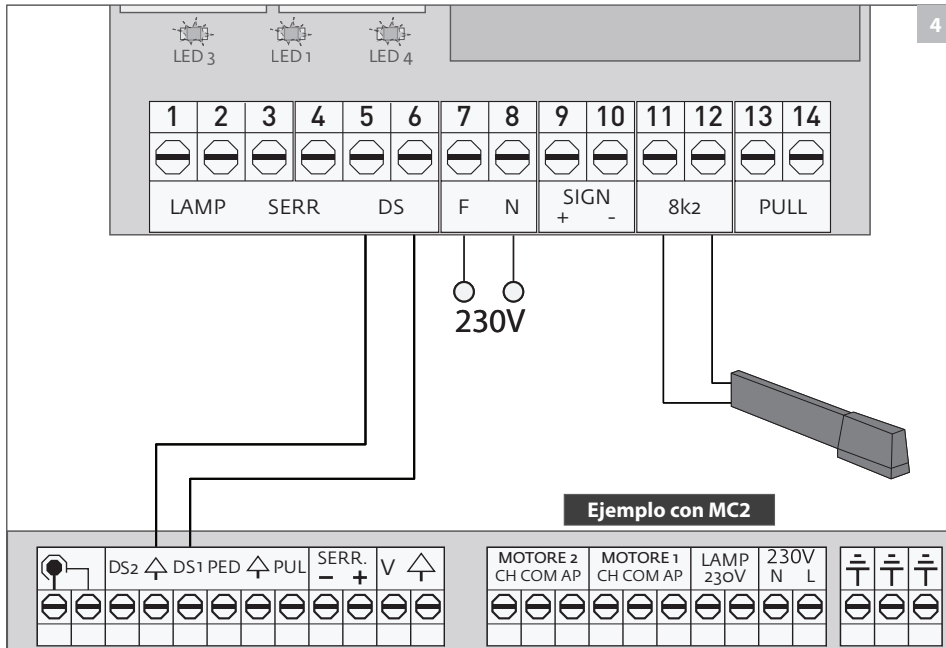 4
LED 3 LED 1 LED 4
1 2 3 4 5 6 7 8 9 10 11 12 13 14
LAMP SERR DS F N SIGN 8k2 PULL
+ -
230V
Ejemplo con MC2
DS2 DS1 PED PUL SERR. V
- +
MOTORE 2 MOTORE 1 LAMP 230V
CH COM AP CH COM AP 230V N L